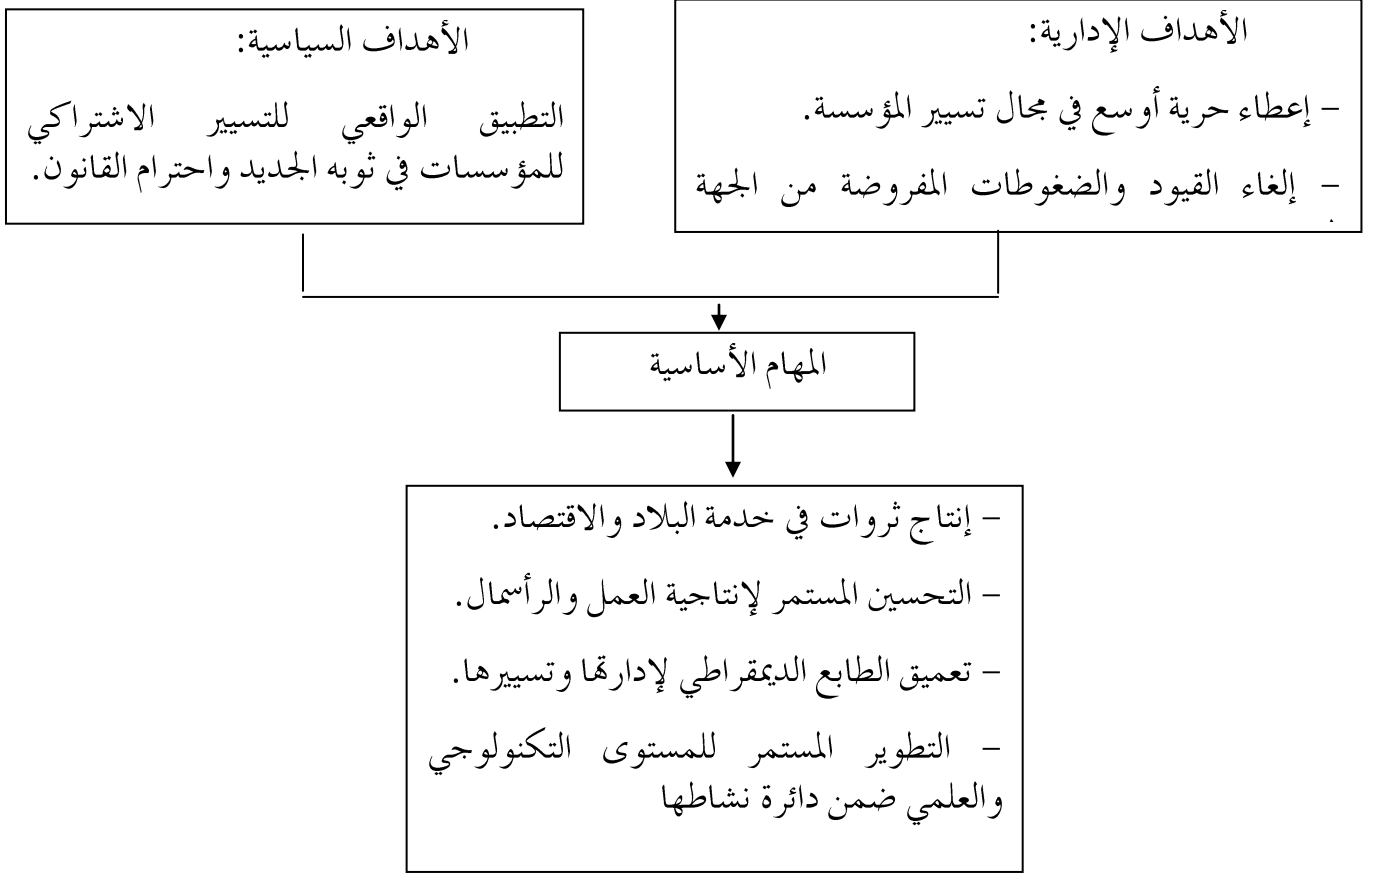 الأهداف الإدارية:
– إعطاء حرية أوسع في مجال تسيير المؤسسة.
– إلغاء القيود والضغوطات المفروضة من الجهة
الأهداف السياسية:
التطبيق الواقعي للتسيير الاشتراكي
للمؤسسات في ثوبه الجديد واحترام القانون.
المهام الأساسية
– إنتاج ثروات في خدمة البلاد والاقتصاد.
– التحسين المستمر لإنتاجية العمل والرأسمال.
– تعميق الطابع الديمقراطي لإدارتها وتسييرها.
– التطوير المستمر للمستوى التكنولوجي
والعلمي ضمن دائرة نشاطها